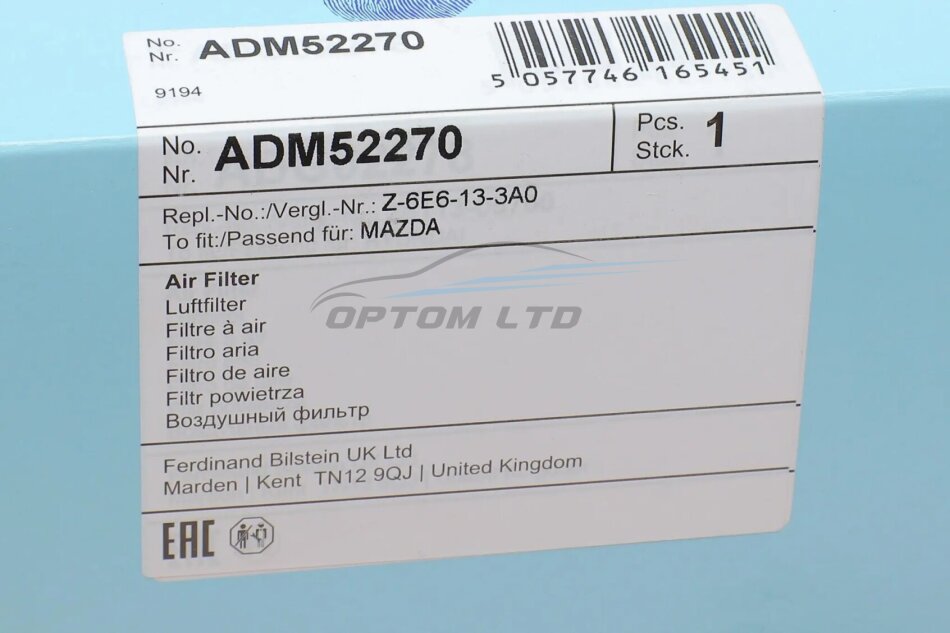 No. ADM52270
Nr.
9194
5 057746 165451
No. ADM52270
Nr.
Pcs. 1
Stck.
Repl.-No.:/Vergl.-Nr.: Z-6E6-13-3A0
To fit:/Passend für: MAZDA
Air Filter
Luftfilter
Filtre à air
Filtro aria
Filtro de aire
Filtr powietrza
Воздушный фильтр
OPTOM LTD
Ferdinand Bilstein UK Ltd
Marden | Kent TN12 9QJ | United Kingdom
EAC